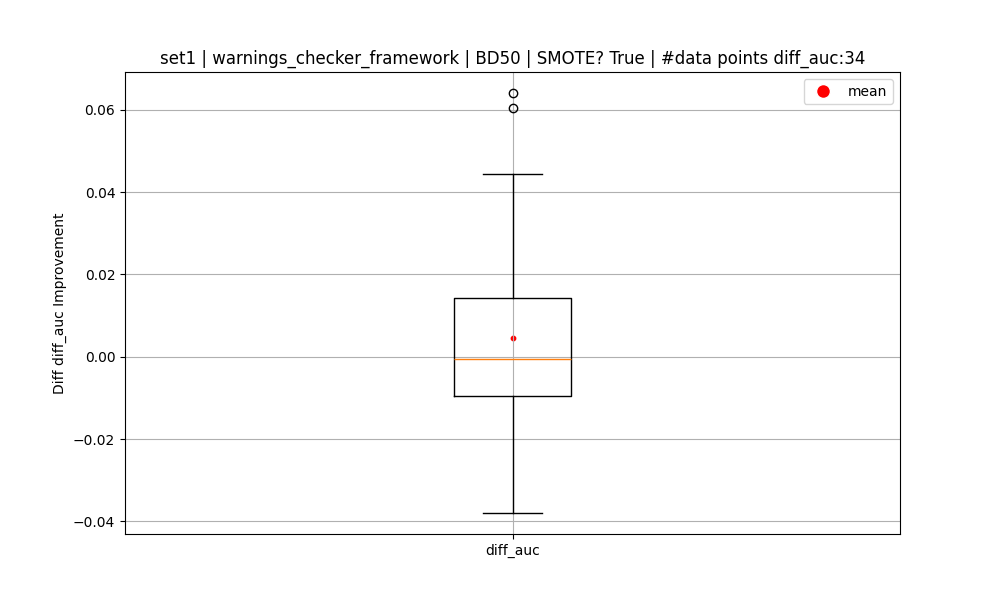 set1 | warnings_checker_framework | BD50 | SMOTE? True | #data points diff_auc:34
mean
0.06
0.04
0.02
0.00
−0.02
−0.04
Diff diff_auc Improvement
diff_auc